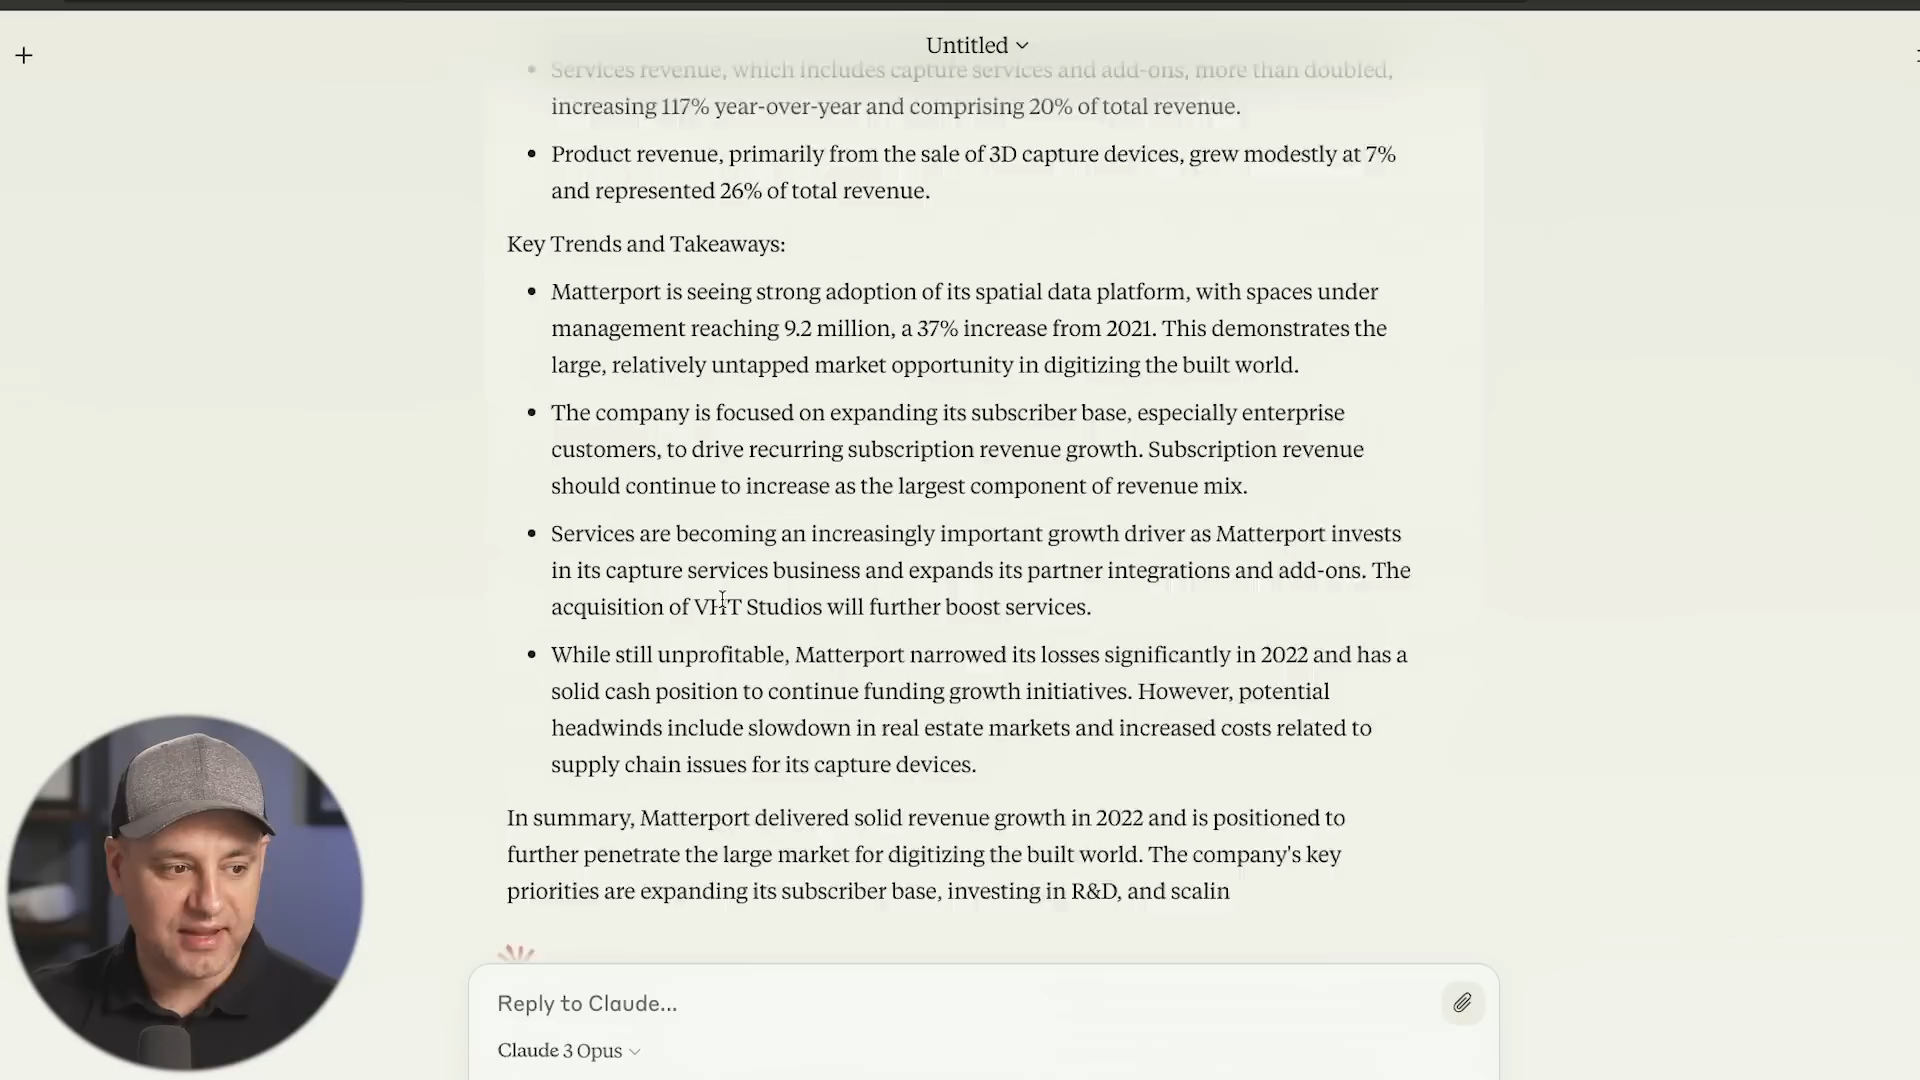 Untitled
Services revenue, which includes capture services and add-ons, more than doubled,
increasing 117% year-over-year and comprising 20% of total revenue.
Product revenue, primarily from the sale of 3D capture devices, grew modestly at 7%
and represented 26% of total revenue.
Key Trends and Takeaways:
Matterport is seeing strong adoption of its spatial data platform, with spaces under
management reaching 9.2 million, a 37% increase from 2021. This demonstrates the
large, relatively untapped market opportunity in digitizing the built world.
The company is focused on expanding its subscriber base, especially enterprise
customers, to drive recurring subscription revenue growth. Subscription revenue
should continue to increase as the largest component of revenue mix.
Services are becoming an increasingly important growth driver as Matterport invests
in its capture services business and expands its partner integrations and add-ons. The
acquisition of VHT Studios will further boost services.
While still unprofitable, Matterport narrowed its losses significantly in 2022 and has a
solid cash position to continue funding growth initiatives. However, potential
headwinds include slowdown in real estate markets and increased costs related to
supply chain issues for its capture devices.
In summary, Matterport delivered solid revenue growth in 2022 and is positioned to
further penetrate the large market for digitizing the built world. The company's key
priorities are expanding its subscriber base, investing in R&D, and scalin
Reply to Claude...
Claude 3 Opus